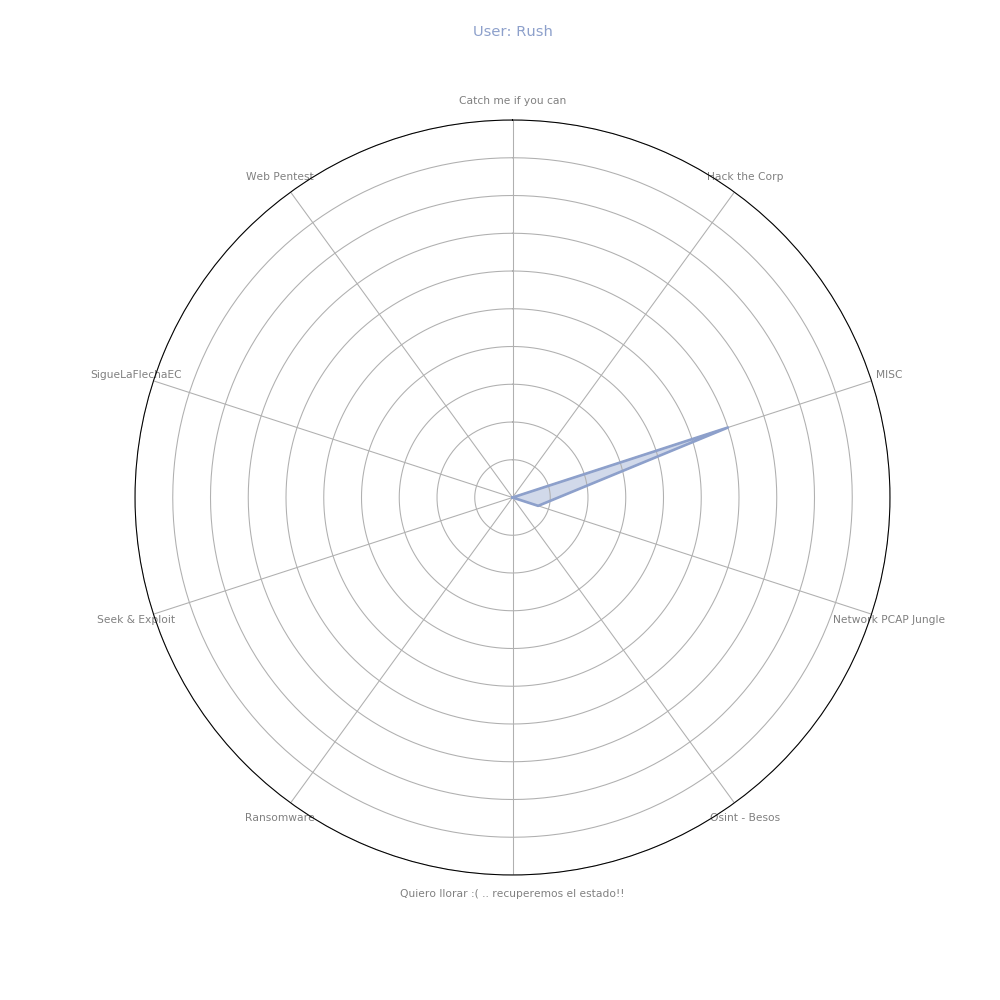 User: Rush
Catch me if you can
Web Pentest
Hack the Corp
SigueLaFlechaEC
MISC
Seek & Exploit
Network PCAP Jungle
Ransomware
Osint - Besos
Quiero llorar :( .. recuperemos el estado!!